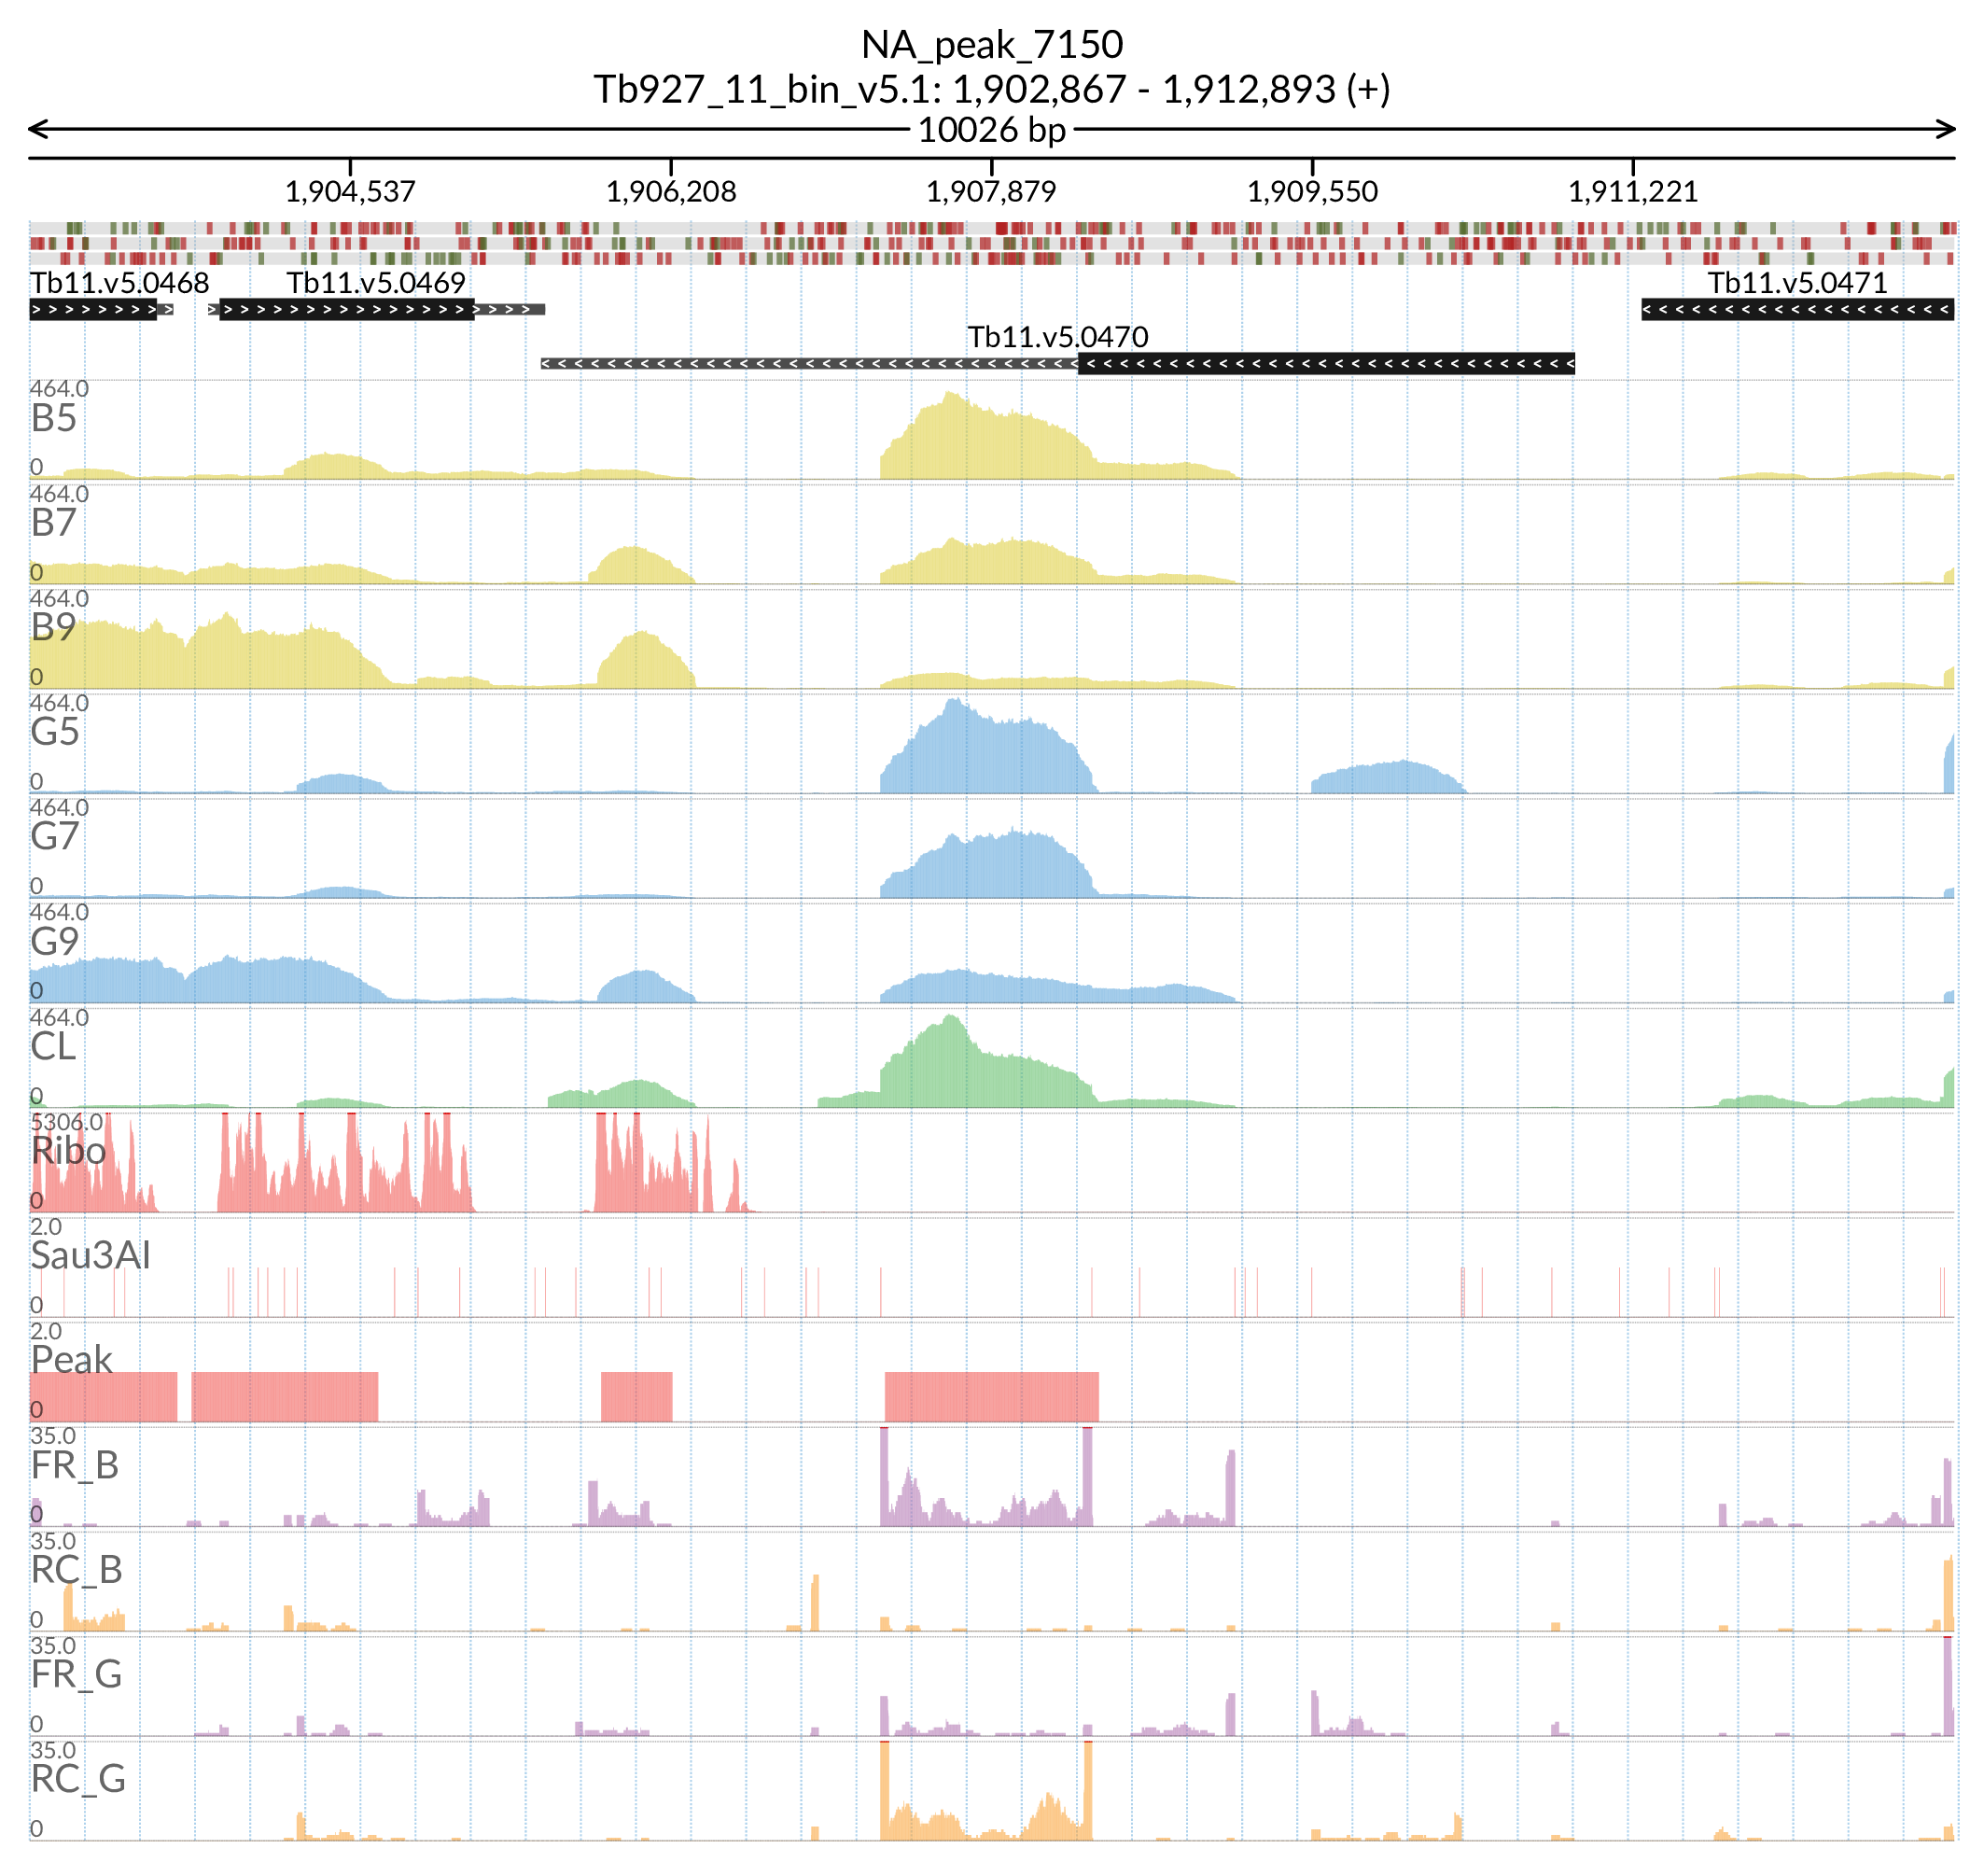 NA_peak_7150
Tb927_11_bin_v5.1: 1,902,867 - 1,912,893 (+)
10026 bp
1,904,537 1,906,208 1,907,879 1,909,550 1,911,221
Tb11.v5.0468 Tb11.v5.0469 Tb11.v5.0471
Tb11.v5.0470
464.0
B5
0
464.0
B7
0
464.0
B9
0
464.0
G5
0
464.0
G7
0
464.0
G9
0
464.0
CL
0
5306.0
Ribo
0
2.0
Sau3AI
0
2.0
Peak
0
35.0
FR_B
0
35.0
RC_B
0
35.0
FR_G
0
35.0
RC_G
0